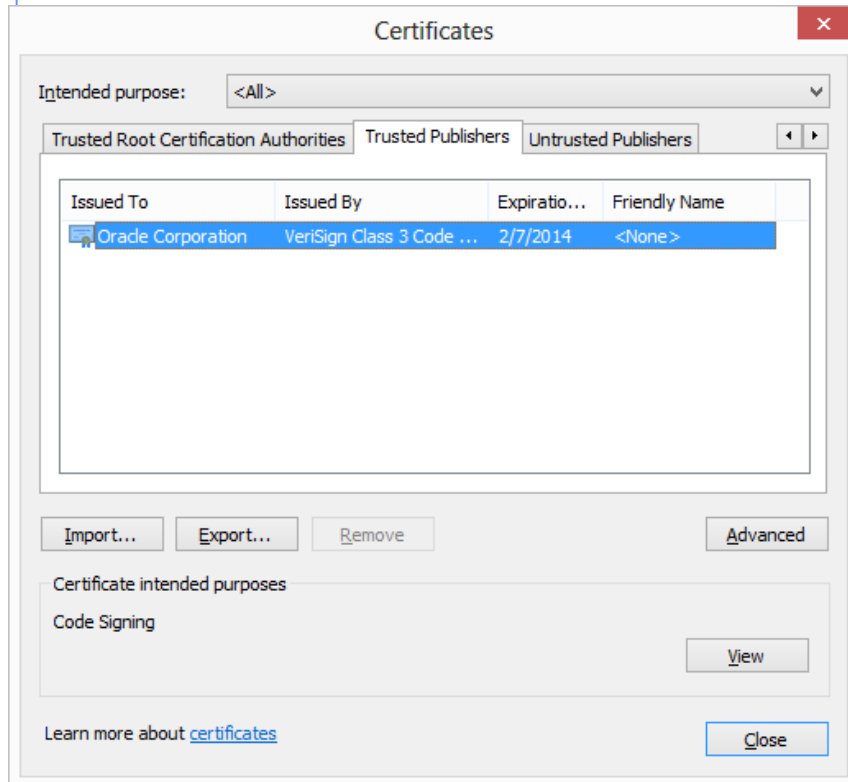 Certificates
Intended purpose: <All>
Trusted Root Certification Authorities Trusted Publishers Untrusted Publishers
Issued To Issued By Expiratio... Friendly Name
Oracle Corporation VeriSign Class 3 Code ... 2/7/2014 <None>
Import... Export... Remove Advanced
Certificate intended purposes
Code Signing
View
Learn more about certificates
Close